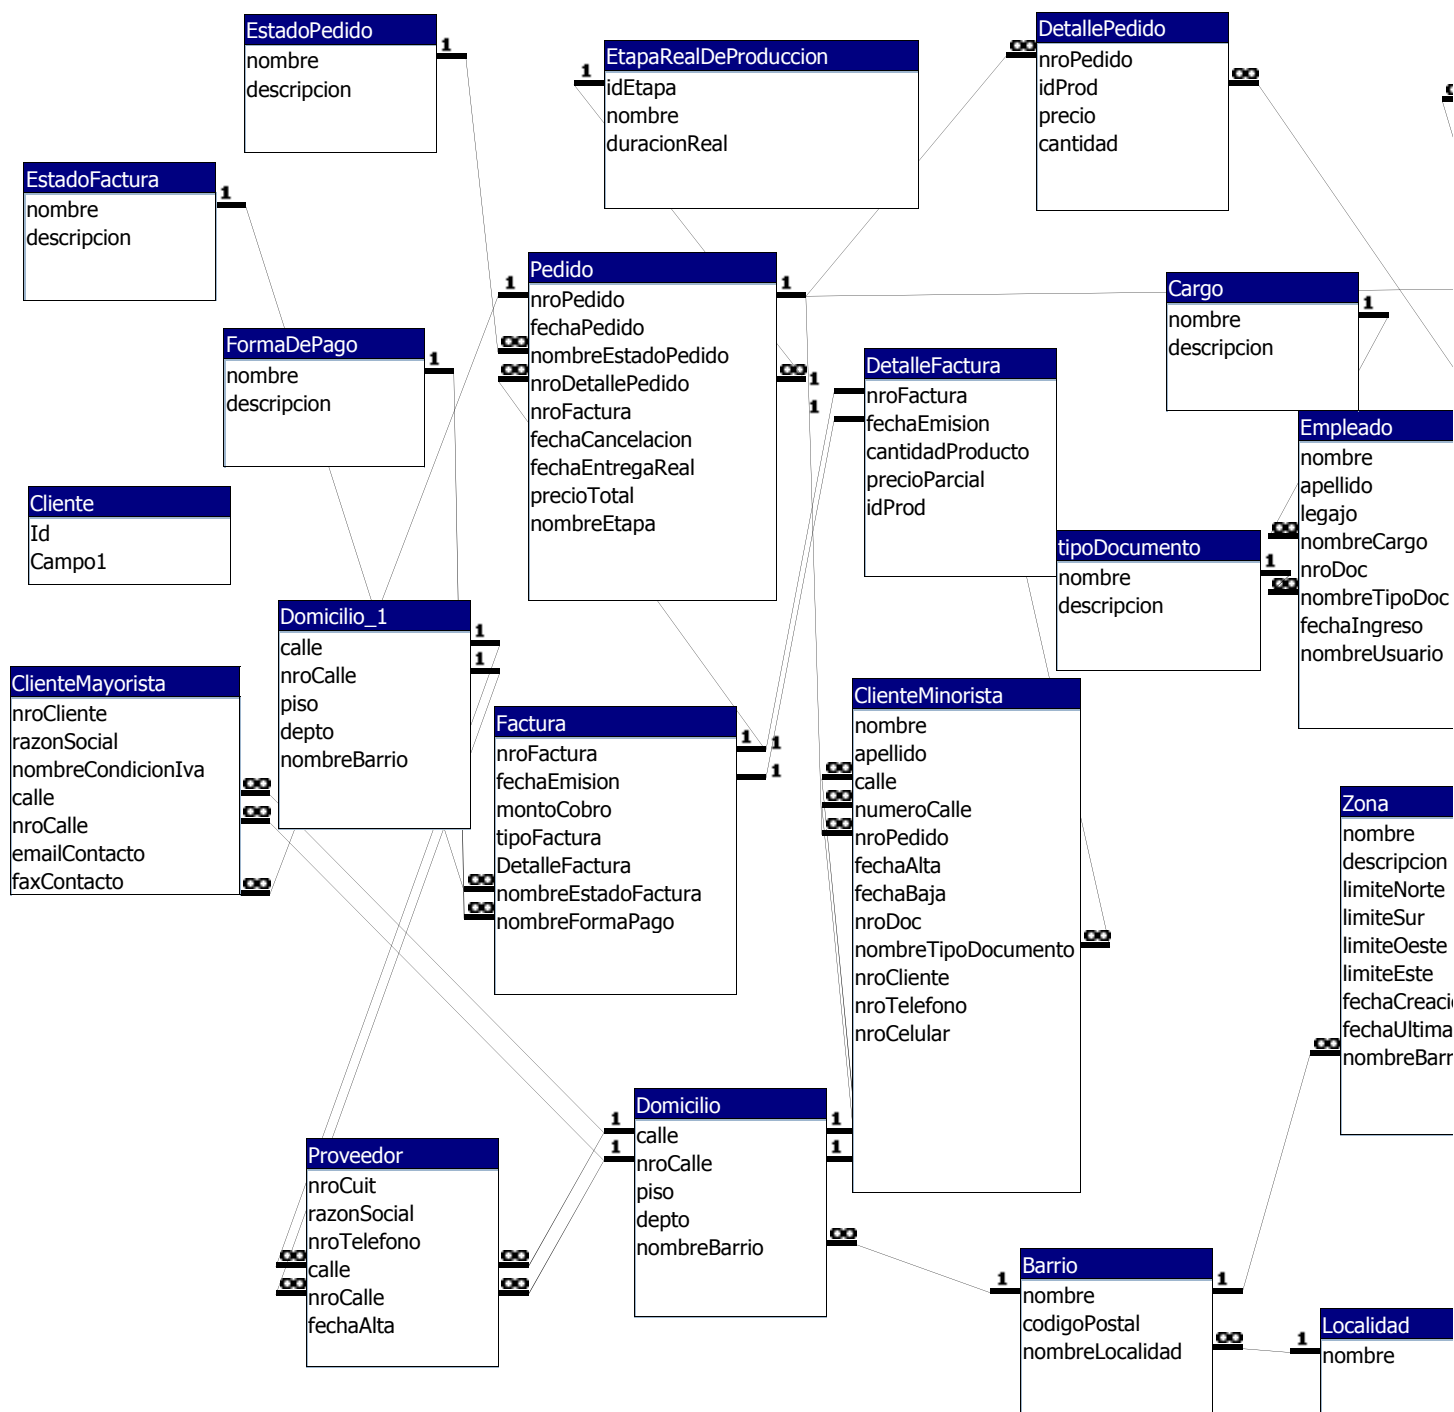 EstadoPedido
nombre
descripcion
EtapaRealDeProduccion
idEtapa
nombre
duracionReal
DetallePedido
nroPedido
idProd
precio
cantidad
EstadoFactura
nombre
descripcion
Pedido
nroPedido
fechaPedido
nombreEstadoPedido
nroDetallePedido
nroFactura
fechaCancelacion
fechaEntregaReal
precioTotal
nombreEtapa
Cargo
nombre
descripcion
FormaDePago
nombre
descripcion
DetalleFactura
nroFactura
fechaEmision
cantidadProducto
precioParcial
idProd
Empleado
nombre
apellido
legajo
nombreCargo
nroDoc
nombreTipoDoc
fechaIngreso
nombreUsuario
Cliente
Id
Campo1
tipoDocumento
nombre
descripcion
Domicilio_1
calle
nroCalle
piso
depto
nombreBarrio
ClienteMayorista
nroCliente
razonSocial
nombreCondicionIva
calle
nroCalle
emailContacto
faxContacto
Factura
nroFactura
fechaEmision
montoCobro
tipoFactura
DetalleFactura
nombreEstadoFactura
nombreFormaPago
ClienteMinorista
nombre
apellido
calle
numeroCalle
nroPedido
fechaAlta
fechaBaja
nroDoc
nombreTipoDocumento
nroCliente
nroTelefono
nroCelular
Zona
nombre
descripcion
limiteNorte
limiteSur
limiteOeste
limiteEste
fechaCreaci
fechaUltima
nombreBarr
Domicilio
calle
nroCalle
piso
depto
nombreBarrio
Proveedor
nroCuit
razonSocial
nroTelefono
calle
nroCalle
fechaAlta
Barrio
nombre
codigoPostal
nombreLocalidad
Localidad
nombre